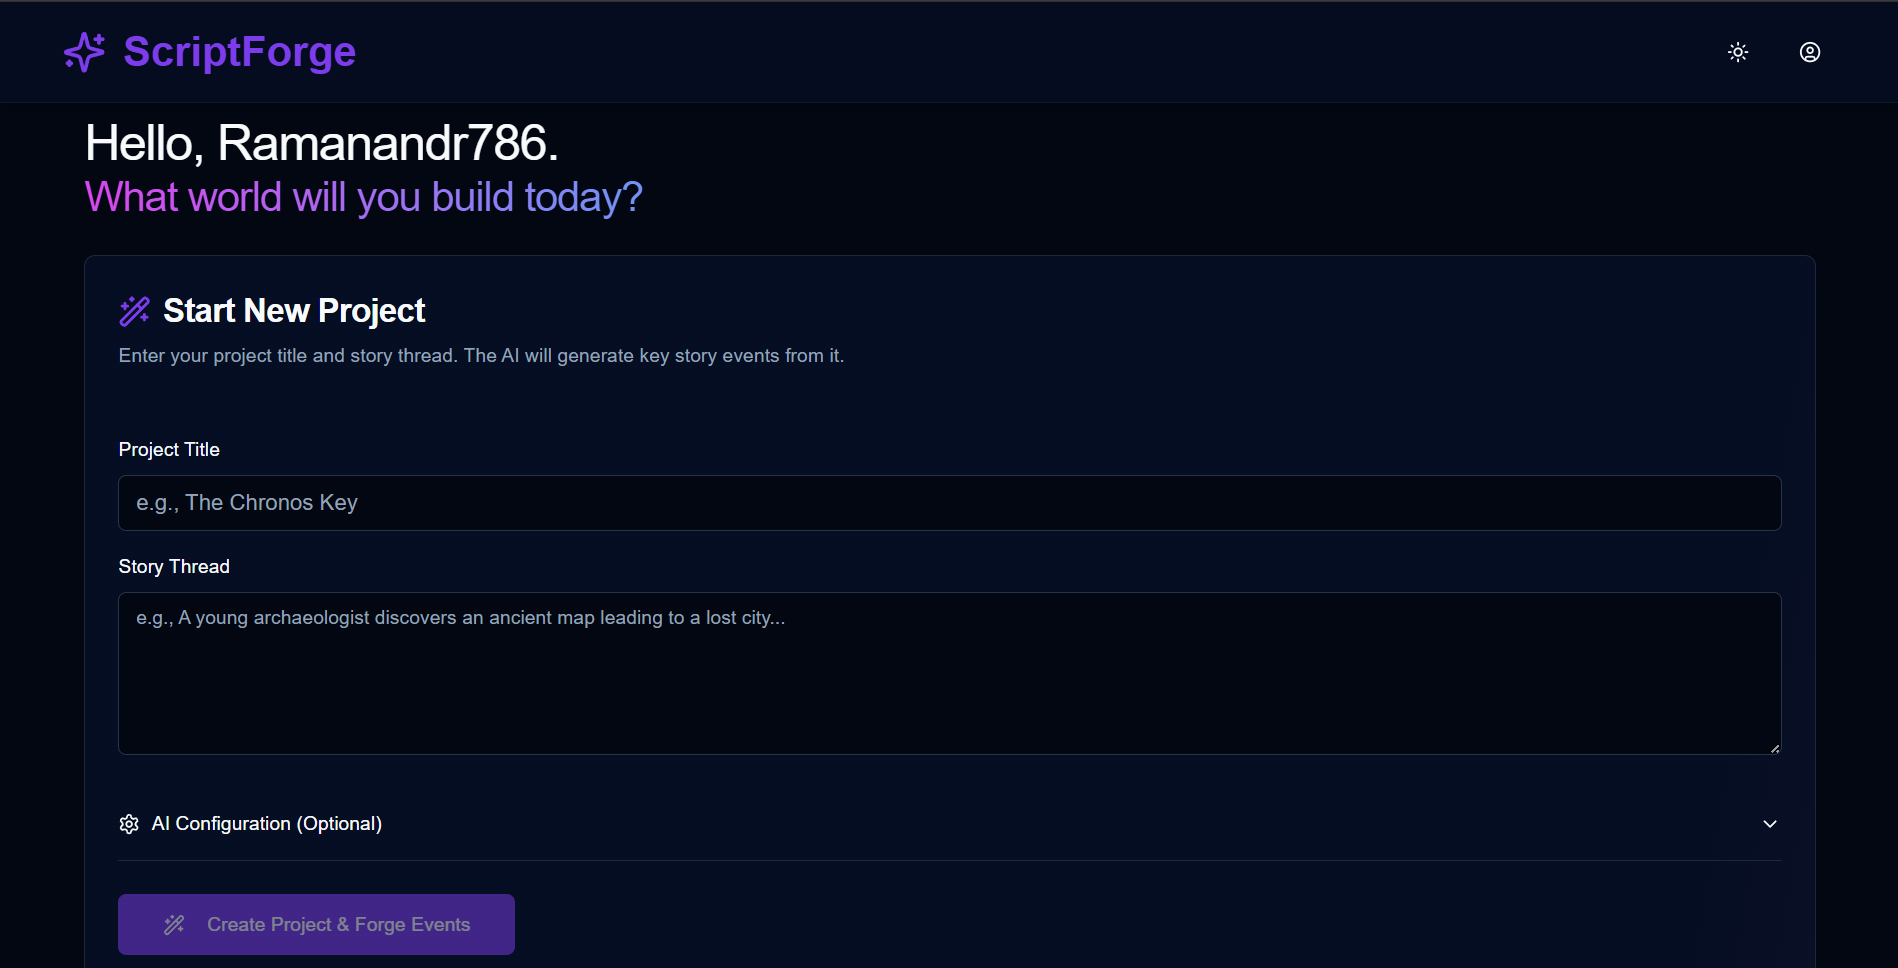 ScriptForge
Hello, Ramanandr786.
What world will you build today?
Start New Project
Enter your project title and story thread. The AI will generate key story events from it.
Project Title
e.g., The Chronos Key
Story Thread
e.g., A young archaeologist discovers an ancient map leading to a lost city...
AI Configuration (Optional)
Create Project & Forge Events